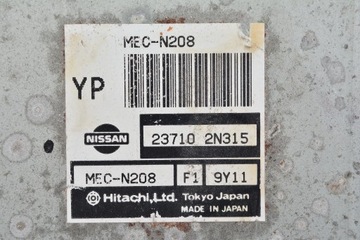 MEC-N208
YP
NISSAN
23710 2N315
MEC-N208 F1 9Y11
Hitachi, Ltd. Tokyo Japan
MADE IN JAPAN